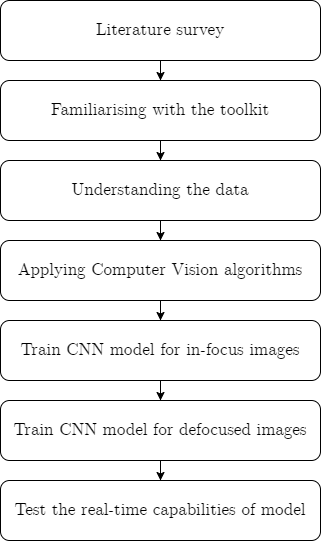 Literature survey
Familiarising with the toolkit
Understanding the data
Applying Computer Vision algorithms
Train CNN model for in-focus images
Train CNN model for defocused images
Test the real-time capabilities of model